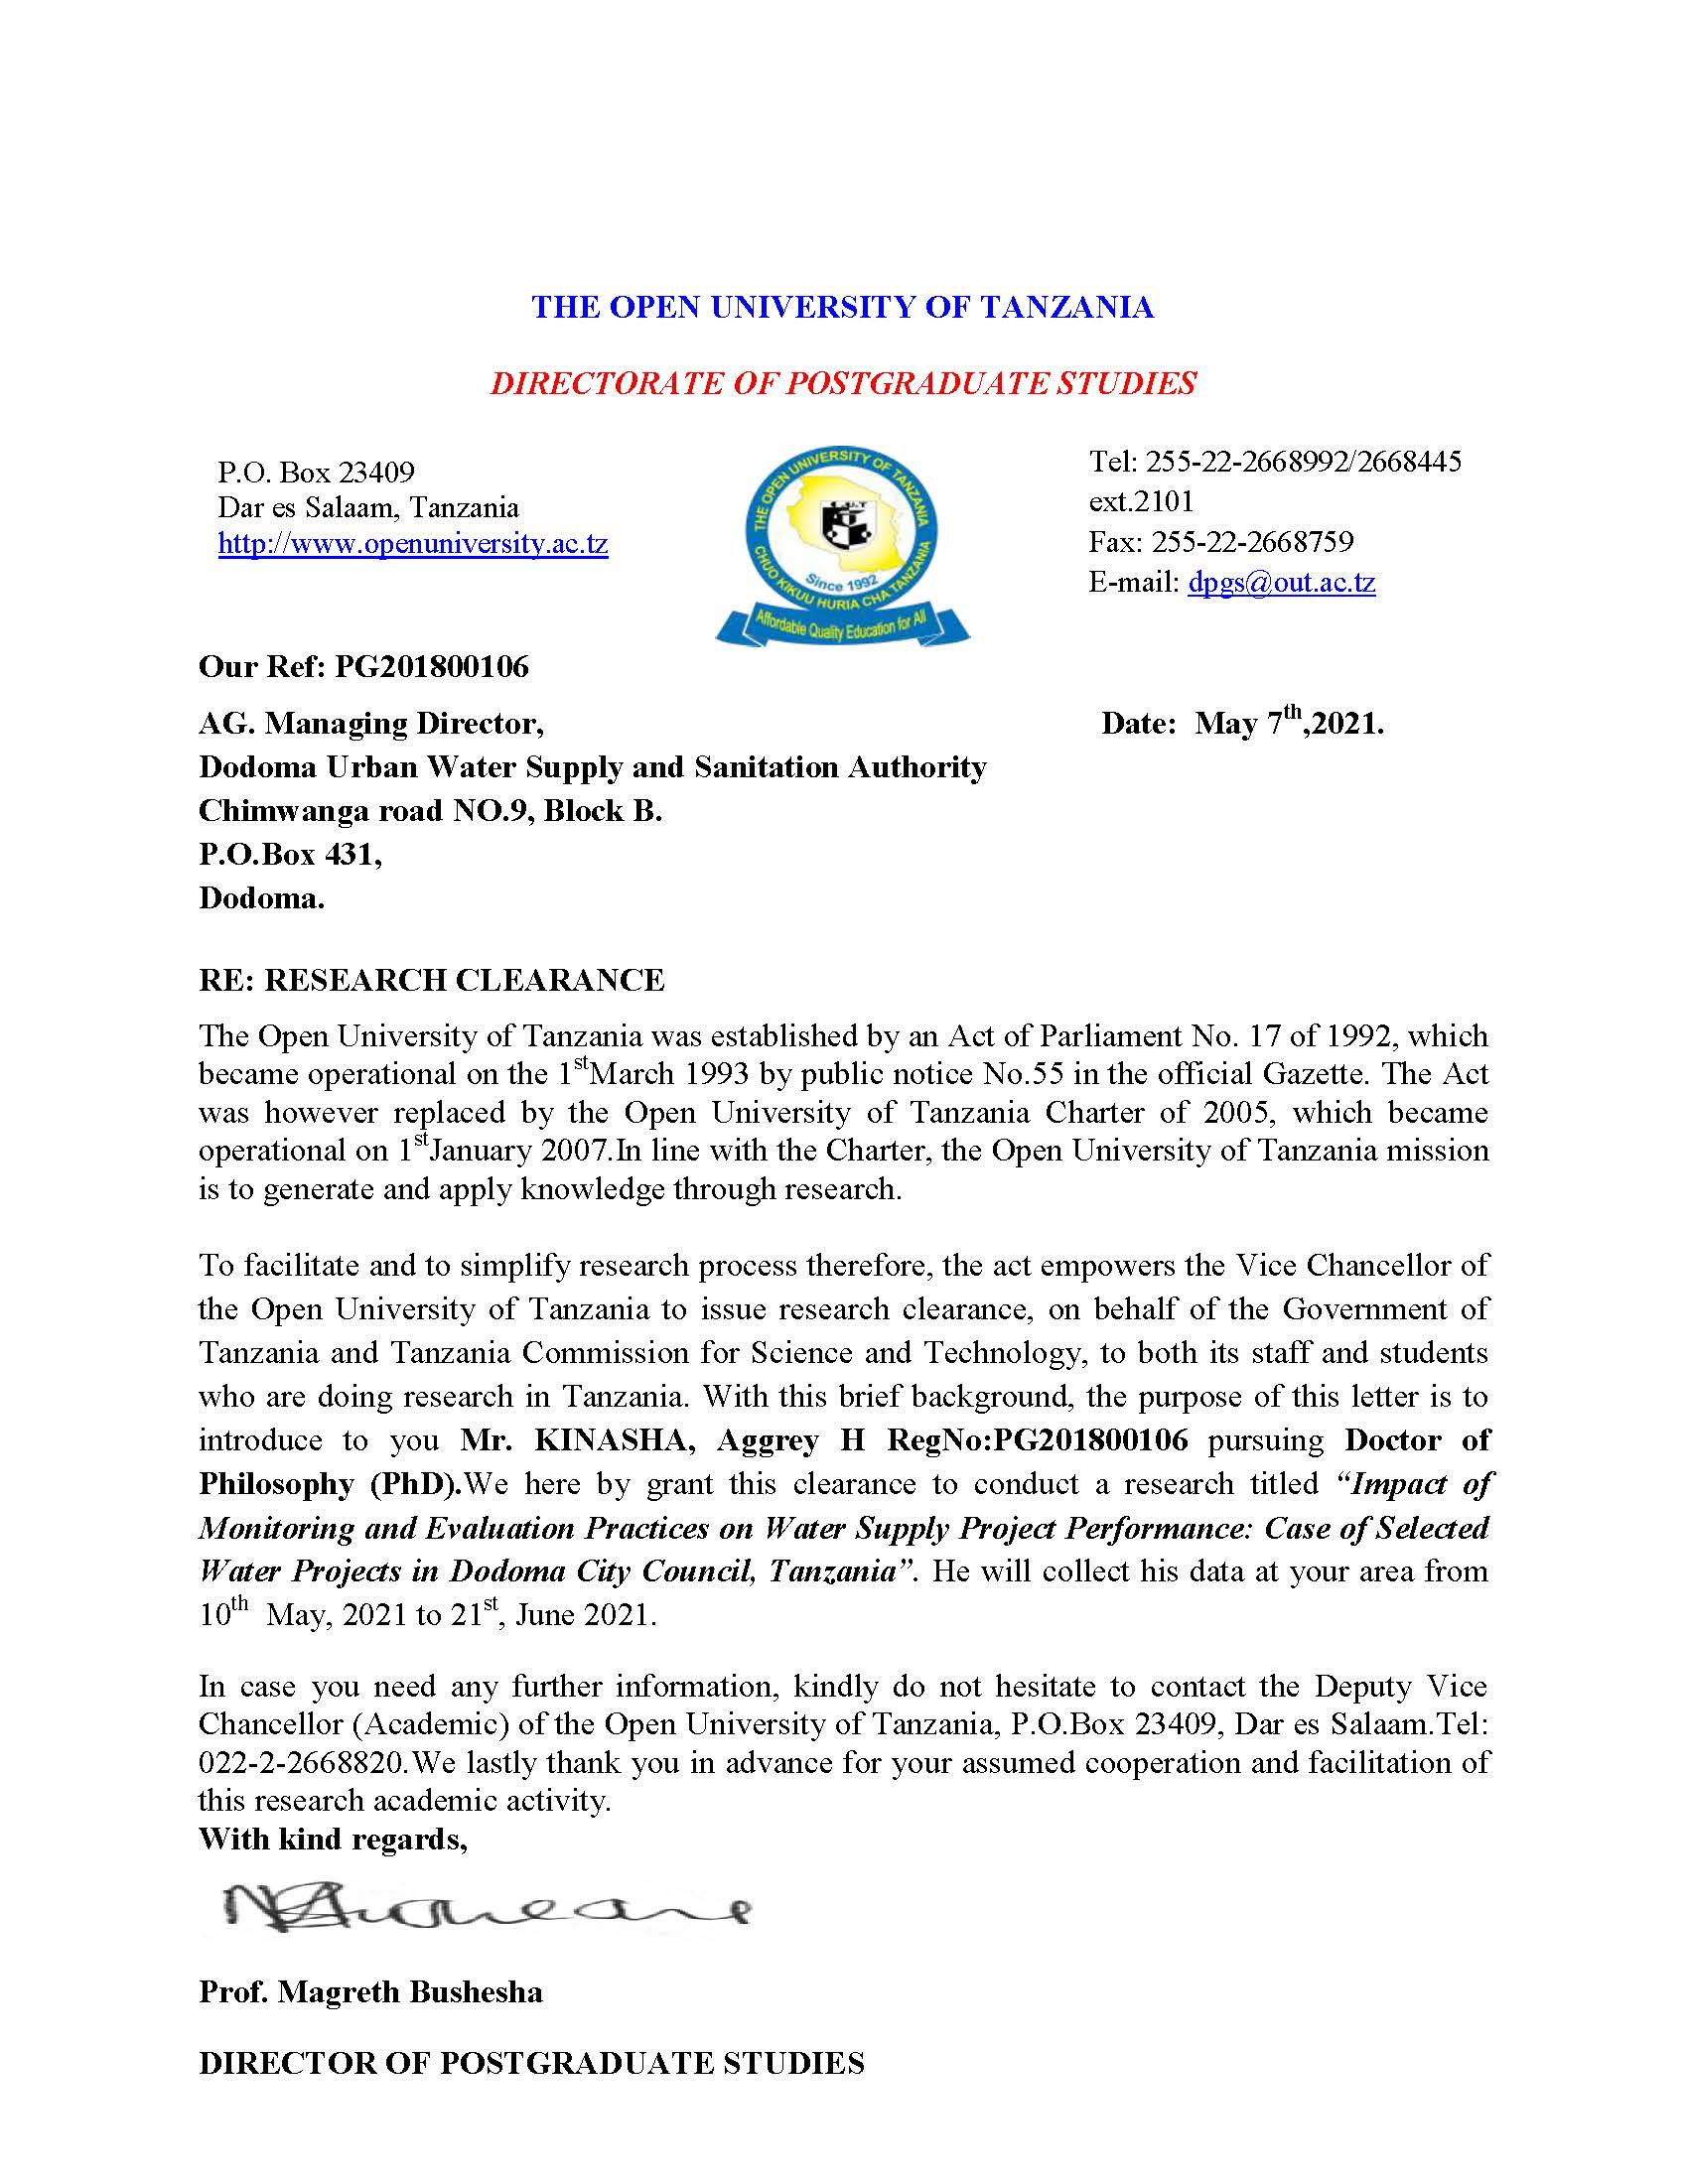 THE OPEN UNIVERSITY OF TANZANIA
DIRECTORATE OF POSTGRADUATE STUDIES
P.O. Box 23409
Dar es Salaam, Tanzania
http://www.openuniversity.ac.tz
THE OPEN UNIVERSITY OF TANZANIA
CHUO KIKUU HURIA CHA TANZANIA
Since 1992
Affordable Quality Education for All
Tel: 255-22-2668992/2668445
ext.2101
Fax: 255-22-2668759
E-mail: dpgs@out.ac.tz
Our Ref: PG201800106
AG. Managing Director,
Date: May 7th,2021.
Dodoma Urban Water Supply and Sanitation Authority
Chimwanga road NO.9, Block B.
P.O.Box 431,
Dodoma.
RE: RESEARCH CLEARANCE
The Open University of Tanzania was established by an Act of Parliament No. 17 of 1992, which
became operational on the 1stMarch 1993 by public notice No.55 in the official Gazette. The Act
was however replaced by the Open University of Tanzania Charter of 2005, which became
operational on 1stJanuary 2007.In line with the Charter, the Open University of Tanzania mission
is to generate and apply knowledge through research.
To facilitate and to simplify research process therefore, the act empowers the Vice Chancellor of
the Open University of Tanzania to issue research clearance, on behalf of the Government of
Tanzania and Tanzania Commission for Science and Technology, to both its staff and students
who are doing research in Tanzania. With this brief background, the purpose of this letter is to
introduce to you Mr. KINASHA, Aggrey H RegNo:PG201800106 pursuing Doctor of
Philosophy (PhD).We here by grant this clearance to conduct a research titled “Impact of
Monitoring and Evaluation Practices on Water Supply Project Performance: Case of Selected
Water Projects in Dodoma City Council, Tanzania”. He will collect his data at your area from
10th May, 2021 to 21st, June 2021.
In case you need any further information, kindly do not hesitate to contact the Deputy Vice
Chancellor (Academic) of the Open University of Tanzania, P.O.Box 23409, Dar es Salaam.Tel:
022-2-2668820.We lastly thank you in advance for your assumed cooperation and facilitation of
this research academic activity.
With kind regards,
Prof. Magreth Bushesha
DIRECTOR OF POSTGRADUATE STUDIES